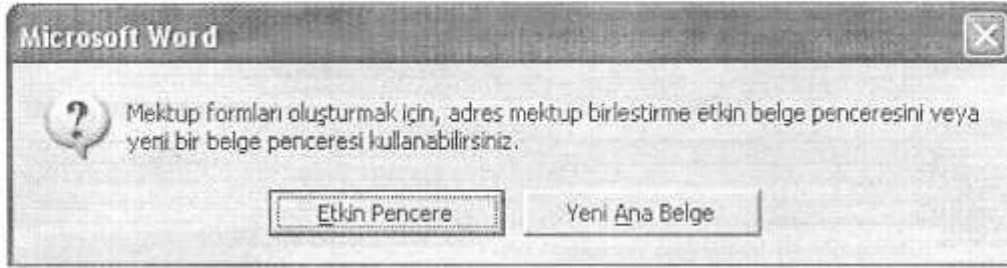 Microsoft Word
Mektup formları oluşturmak için, adres mektup birlestirme etkin belge penceresini veya
yeni bir belge penceresi kullanabilirsiniz.
Etkin Pencere
Yeni Ana Belge